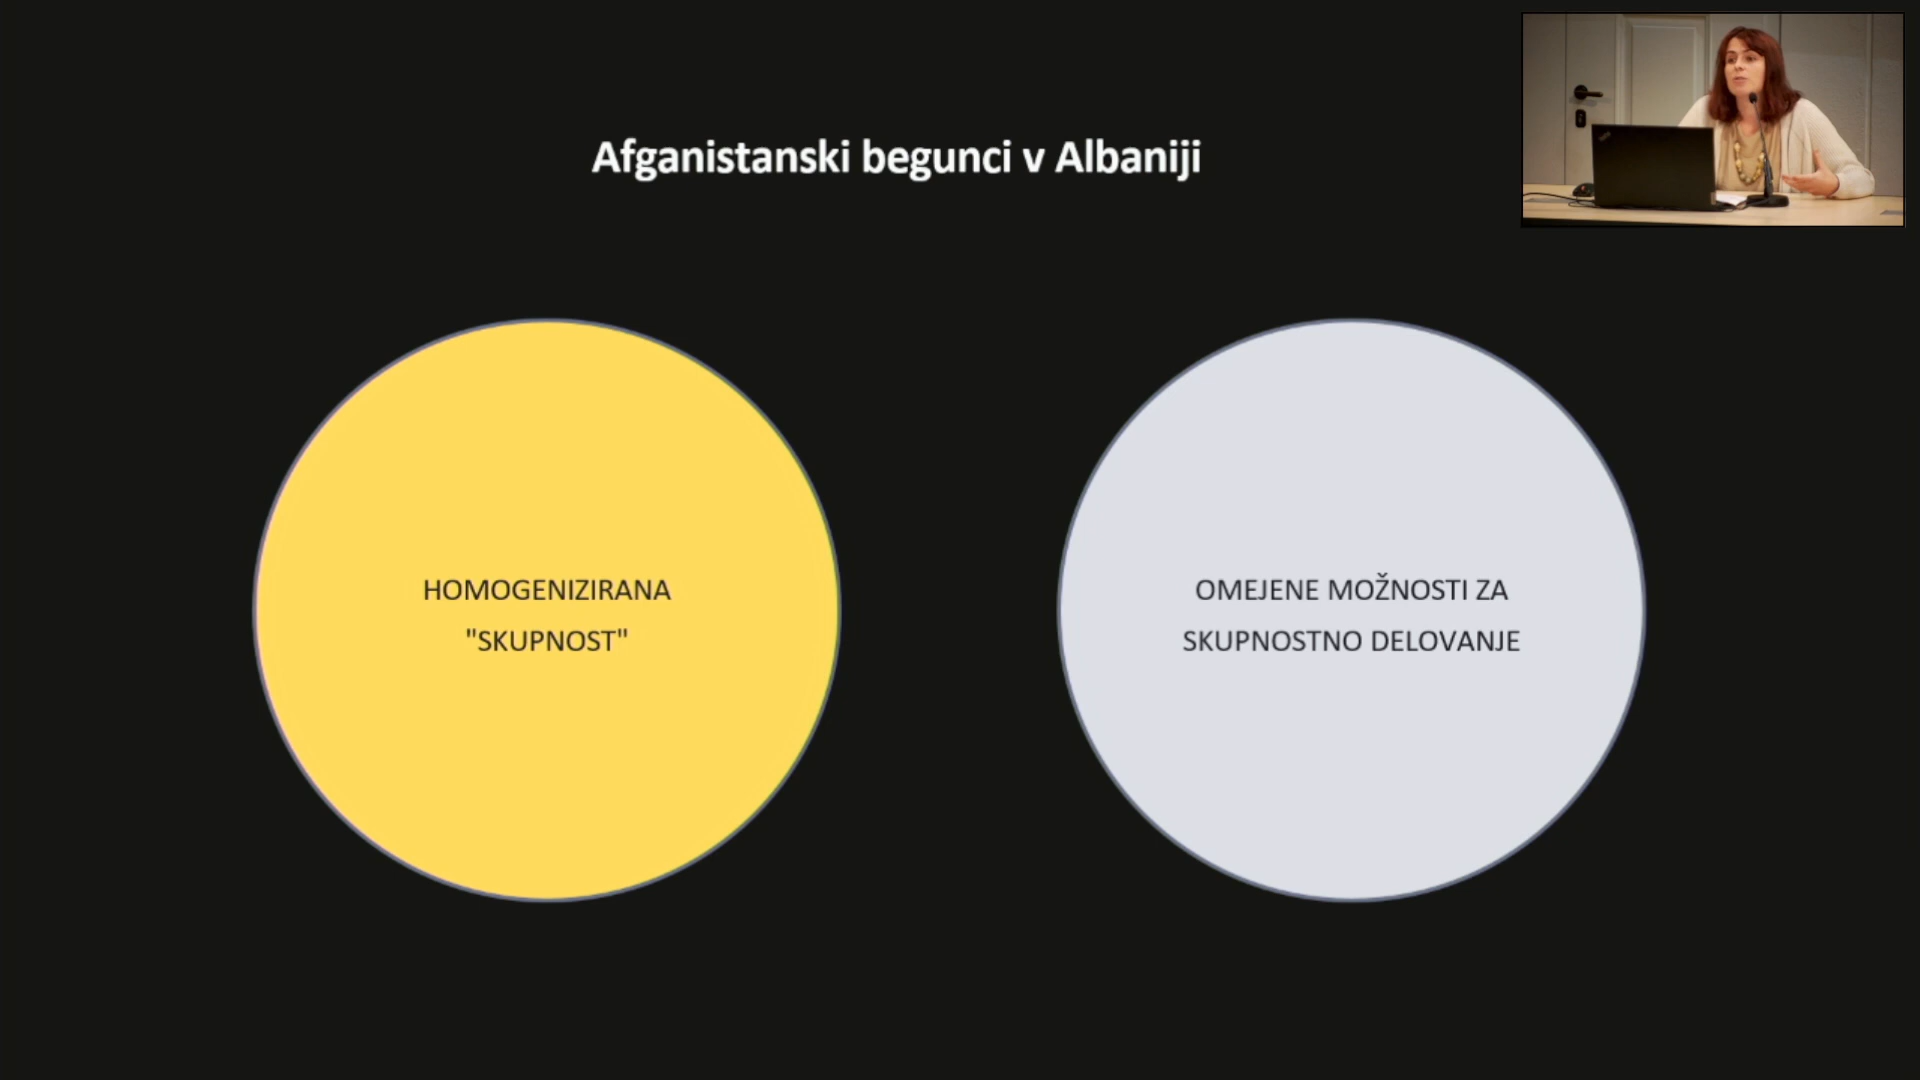 Afganistanski begunci v Albaniji
HOMOGENIZIRANA
"SKUPNOST"
OMEJENE MOŽNOSTI ZA
SKUPNOSTNO DELOVANJE